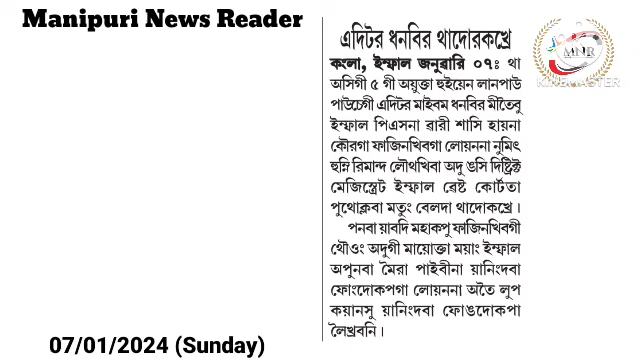 Manipuri News Reader
এদিটর ধনবির থাদোরকখ্রে
কংলা, ইম্ফাল জনুৱারি ০৭ঃ থা
অসিগী ৫ গী অয়ুক্তা হুইয়েন লানপাউ
পাউচেগী এদিটর মাইবম ধনবির মীতৈবু
ইম্ফাল পিএসনা ৱারী শাসি হায়না
কৌরগা ফাজিনখিবগা লোয়ননা নুমিৎ
হুম্নি রিমান্দ লৌথখিবা অদু ঙসি দিষ্ট্রিক্ট
মেজিস্ত্রেট ইম্ফাল ৱেষ্ট কোর্টতা
পুথোক্লবা মতুং বেলদা থাদোকখ্রে।
পনবা য়াবদি মহাকপু ফাজিনখিবগী
থৌওং অদুগী মায়োক্তা ময়াং ইম্ফাল
অপুনবা মৈরা পাইবীনা য়ানিংদবা
ফোংদোকপগা লোয়ননা অতৈ লুপ
কয়ানসু য়ানিংদবা ফোঙদোকপা
লৈখ্রবনি।
MNR
KINEMASTER
07/01/2024 (Sunday)